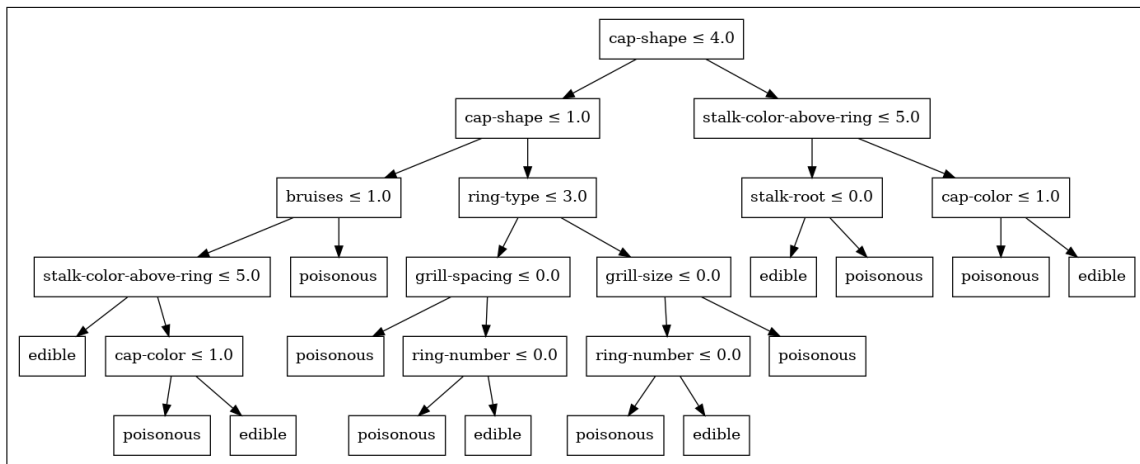 cap-shape ≤ 4.0
cap-shape ≤ 1.0
stalk-color-above-ring ≤ 5.0
bruises ≤ 1.0
ring-type ≤ 3.0
stalk-root ≤ 0.0
cap-color ≤ 1.0
stalk-color-above-ring ≤ 5.0
poisonous
grill-spacing ≤ 0.0
grill-size ≤ 0.0
edible
poisonous
poisonous
edible
edible
cap-color ≤ 1.0
poisonous
ring-number ≤ 0.0
ring-number ≤ 0.0
poisonous
poisonous
edible
poisonous
edible
poisonous
edible